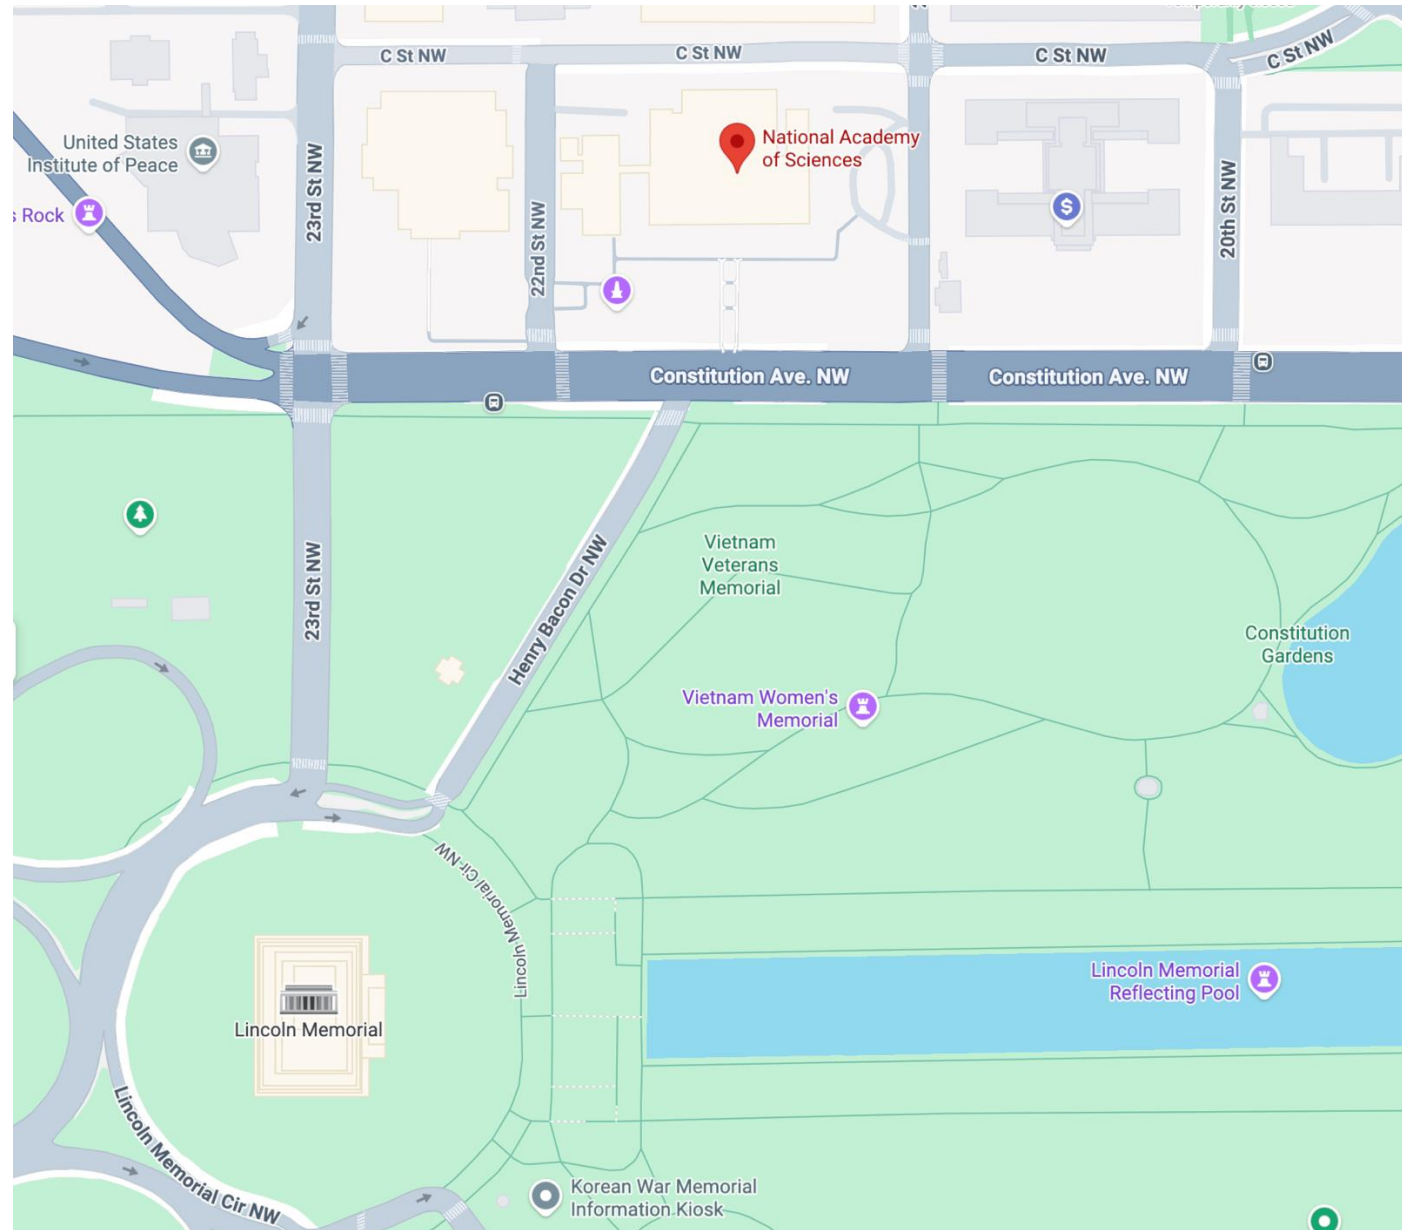 C St NW
C St NW
C St NW
C St NW
United States
Institute of Peace
National Academy
of Sciences
s Rock
23rd St NW
22nd St NW
20th St NW
$
Constitution Ave. NW
Constitution Ave. NW
Vietnam
Veterans
Memorial
23rd St NW
Henry Bacon Dr NW
Constitution
Gardens
Vietnam Women's
Memorial
Lincoln Memorial Cir NW
Lincoln Memorial
Reflecting Pool
Lincoln Memorial
Lincoln Memorial Cir NW
Korean War Memorial
Information Kiosk